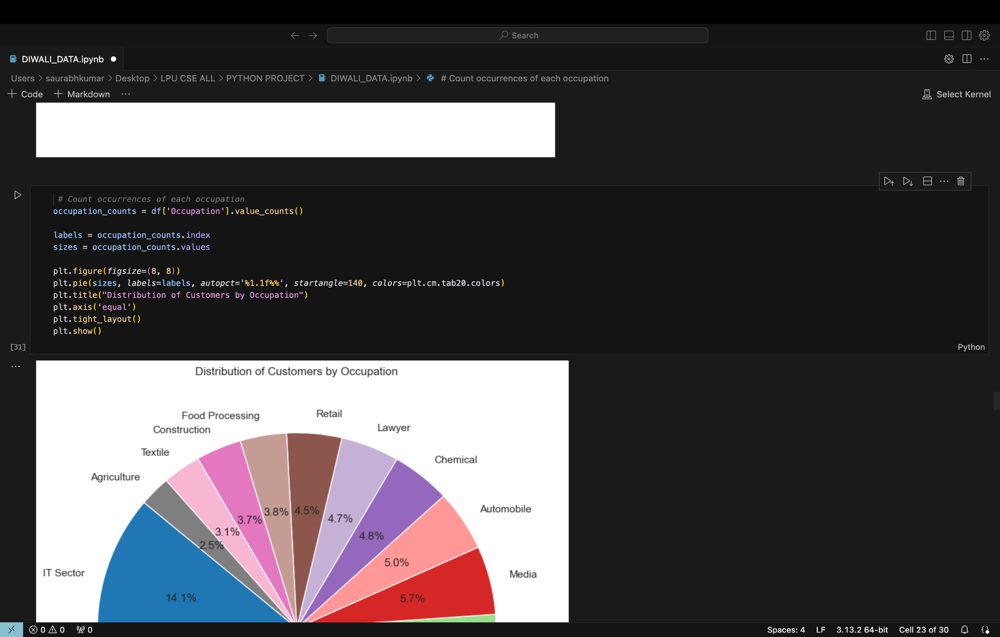 Search
DIWALI_DATA.ipynb
Users > saurabhkumar > Desktop > LPU CSE ALL > PYTHON PROJECT > DIWALI_DATA.ipynb > # Count occurrences of each occupation
+ Code + Markdown ...
Select Kernel
# Count occurrences of each occupation
occupation_counts = df['Occupation'].value_counts()
labels = occupation_counts.index
sizes = occupation_counts.values
plt.figure(figsize=(8, 8))
plt.pie(sizes, labels=labels, autopct='%1.1f%%', startangle=140, colors=plt.cm.tab20.colors)
plt.title("Distribution of Customers by Occupation")
plt.axis('equal')
plt.tight_layout()
plt.show()
[31]
Python
Distribution of Customers by Occupation
Food Processing
Retail
Construction
Lawyer
Textile
Chemical
Agriculture
Automobile
3.8%
4.5%
3.7%
4.7%
3.1%
4.8%
2.5%
5.0%
IT Sector
Media
14.1%
5.7%
0 0 0
Spaces: 4 LF 3.13.2 64-bit Cell 23 of 30